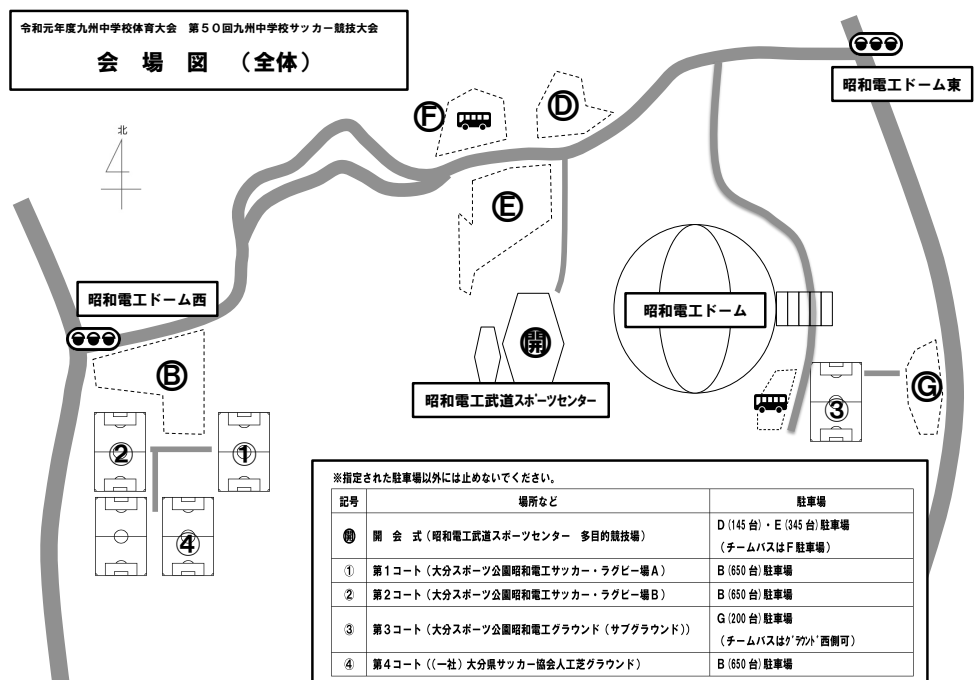 令和元年度九州中学校体育大会　第５０回九州中学校サッカー競技大会
会　場　図　（全体）
昭和電工ドーム東
F
D
北
E
昭和電工ドーム西
昭和電工ドーム
開
B
昭和電工武道スポーツセンター
G
③
②
①
④
※指定された駐車場以外には止めないでください。
記号　場所など　駐車場
開　開　会　式（昭和電工武道スポーツセンター　多目的競技場）　D（145台）・E（345台）駐車場
（チームバスはF駐車場）
①　第１コート（大分スポーツ公園昭和電工サッカー・ラグビー場A）　B（650台）駐車場
②　第２コート（大分スポーツ公園昭和電工サッカー・ラグビー場B）　B（650台）駐車場
③　第３コート（大分スポーツ公園昭和電工グラウンド（サブグラウンド））　G（200台）駐車場
（チームバスはｸﾞﾗｳﾝﾄﾞ西側可）
④　第４コート（（一社）大分県サッカー協会人工芝グラウンド）　B（650台）駐車場